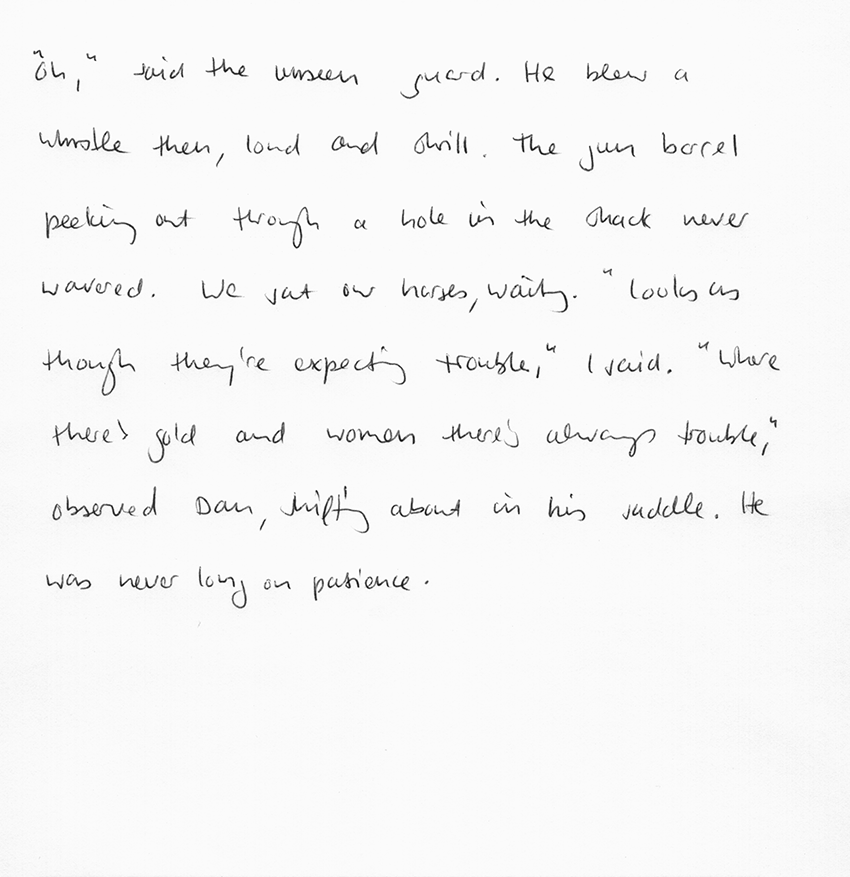 "Oh," said the unseen guard. He blew a
whistle then, loud and shrill. The gun barrel
peeking out through a hole in the shack never
wavered. We sat our horses, waiting. "Looks as
though they're expecting trouble," I said. "Where
there's gold and women there's always trouble,"
observed Dan, shifting about in his saddle. He
was never long on patience.